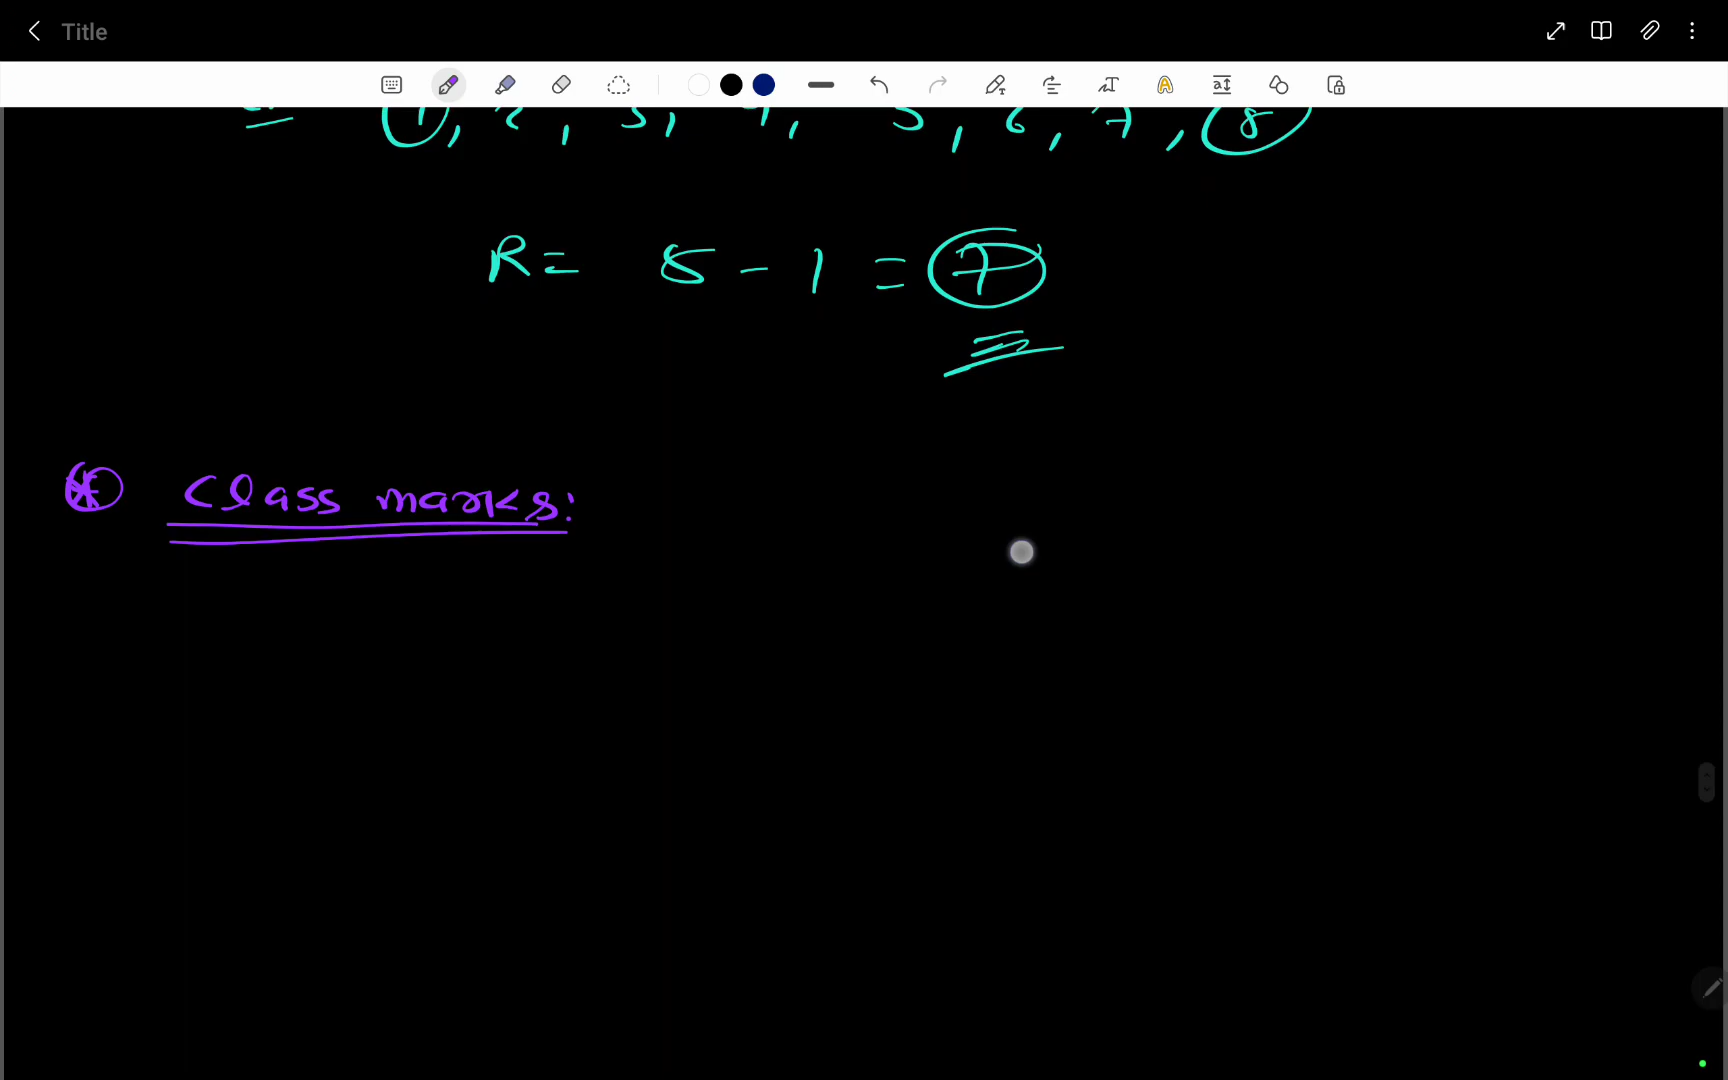 Title
1, 2, 3, 4, 5, 6, 7, 8
R = 8 - 1 = 7
Class marks: